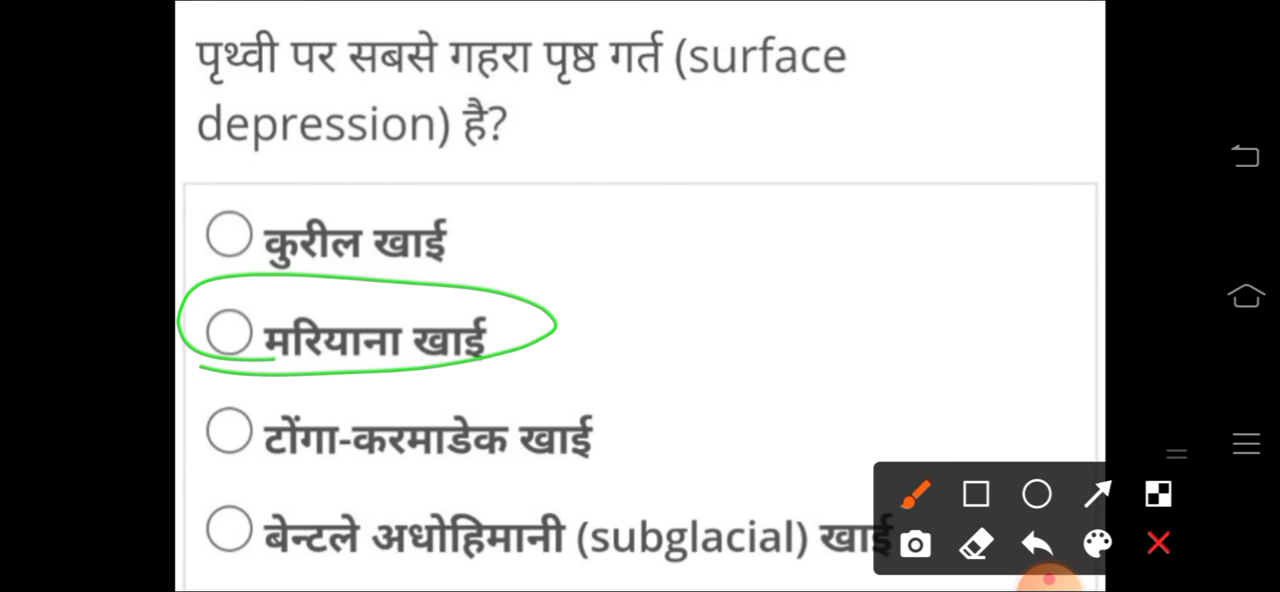 पृथ्वी पर सबसे गहरा पृष्ठ गर्त (surface
depression) है?
कुरील खाई
मरियाना खाई
टोंगा-करमाडेक खाई
बेन्टले अधोहिमानी (subglacial) खाई